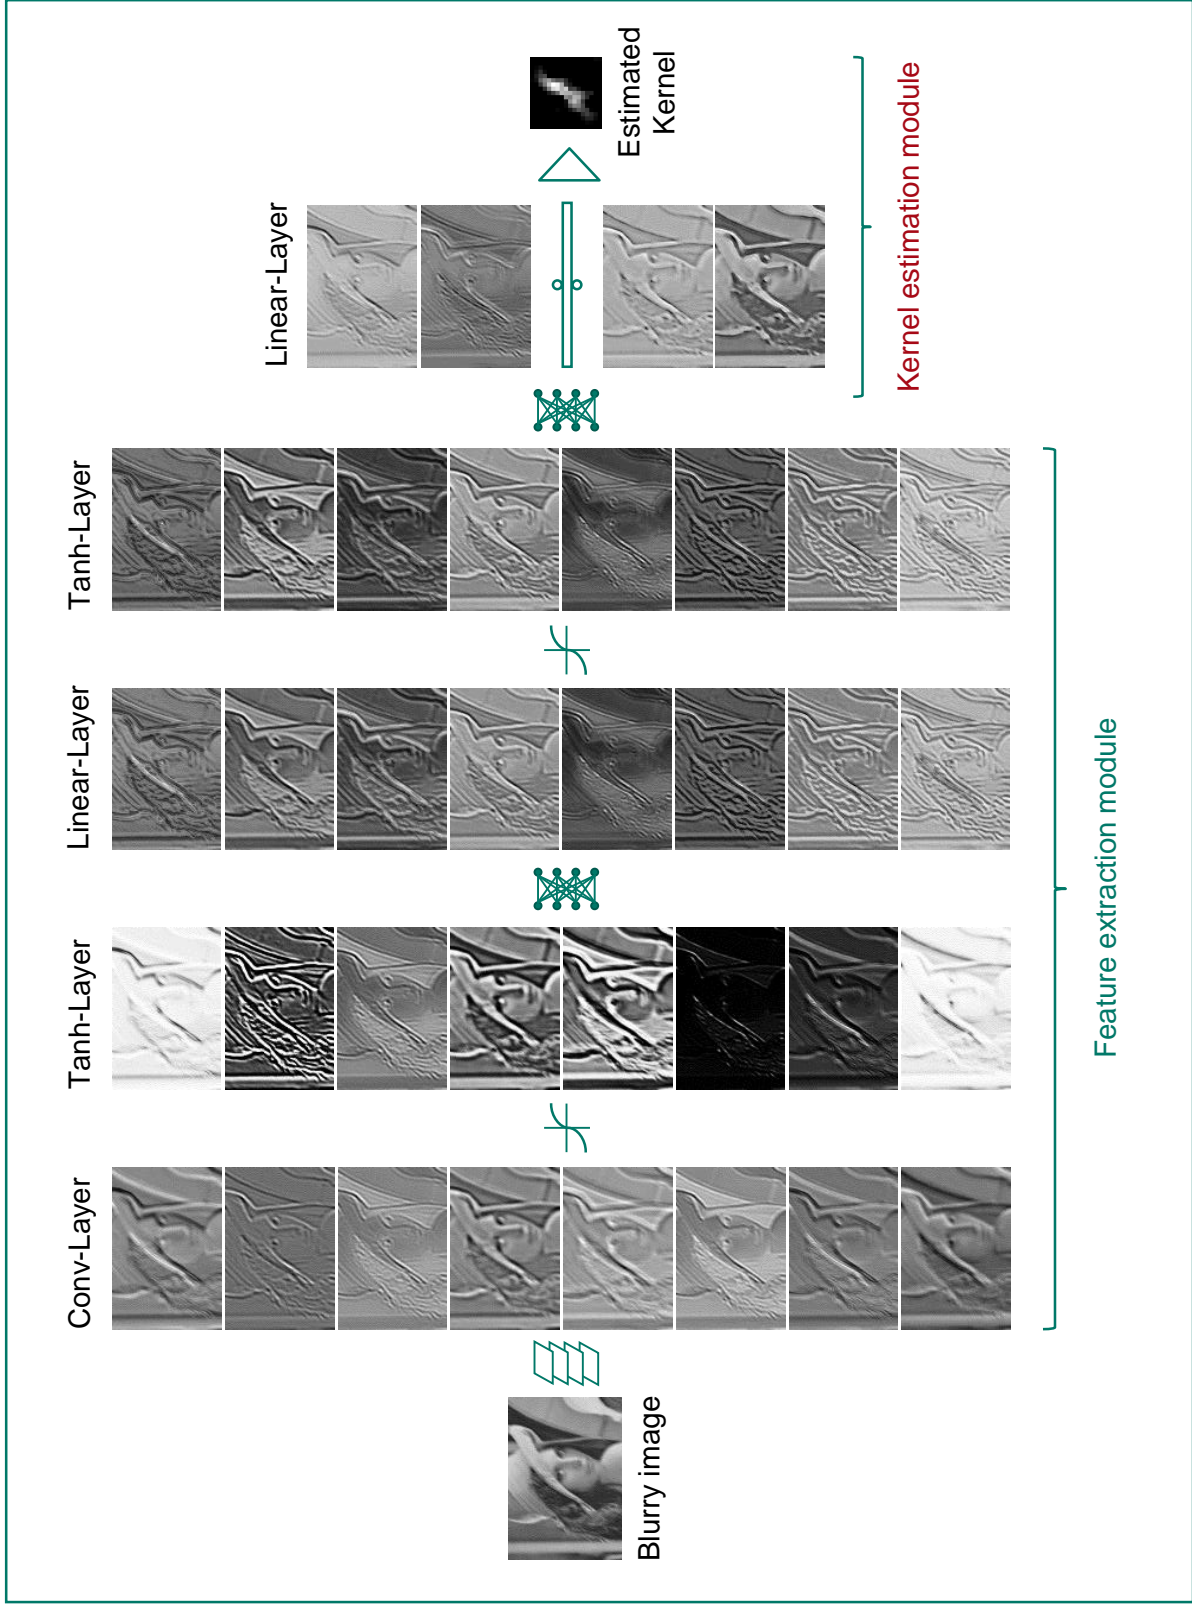 Blurry image
Conv-Layer
Tanh-Layer
Linear-Layer
Tanh-Layer
Linear-Layer
Estimated
Kernel
Feature extraction module
Kernel estimation module